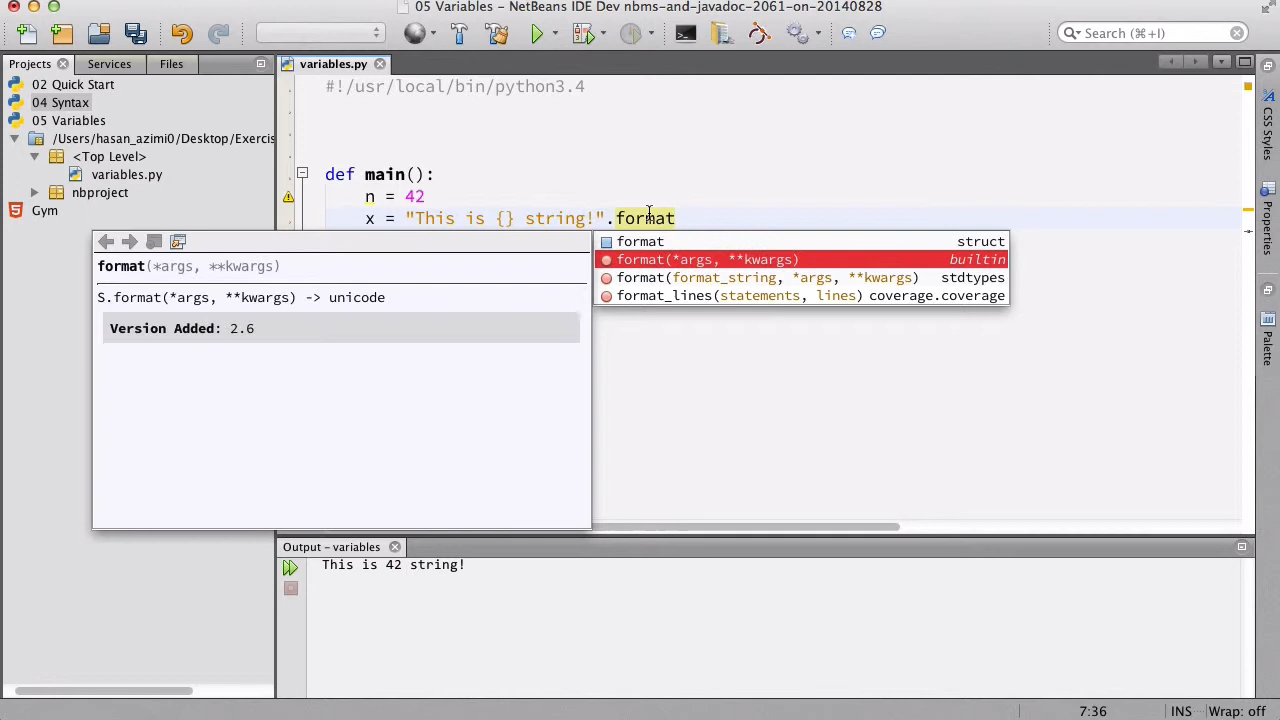 05 Variables - NetBeans IDE Dev nbms-and-javadoc-2061-on-20140828
Search (⌘+I)
Projects
Services
Files
variables.py
02 Quick Start
04 Syntax
05 Variables
/Users/hasan_azimi0/Desktop/Exercis
<Top Level>
variables.py
nbproject
Gym
#!/usr/local/bin/python3.4
def main():
n = 42
x = "This is {} string!".format
format struct
format(*args, **kwargs) builtin
format(format_string, *args, **kwargs) stdtypes
format_lines(statements, lines) coverage.coverage
format(*args, **kwargs)
S.format(*args, **kwargs) -> unicode
Version Added: 2.6
Output – variables
This is 42 string!
CSS Styles
Properties
Palette
7:36 INS Wrap: off